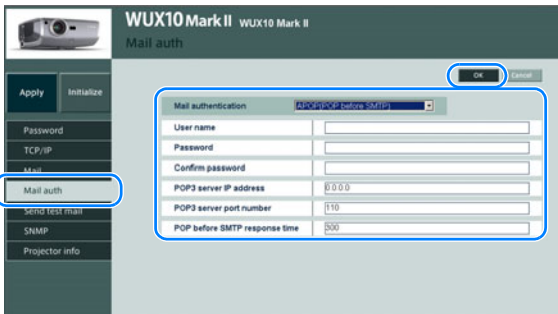 WUX10 Mark II WUX10 Mark II
Mail auth
OK Cancel
Apply Initialize
Password
TCP/IP
Mail
Mail auth
Send test mail
SNMP
Projector info
Mail authentication APOP(POP before SMTP)
User name
Password
Confirm password
POP3 server IP address 0.0.0.0
POP3 server port number 110
POP before SMTP response time 300